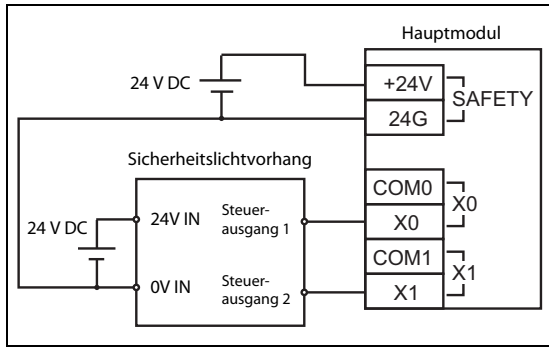 Hauptmodul
24 V DC
+24V
24G
SAFETY
Sicherheitslichtvorhang
24 V DC
24V IN
0V IN
Steuer-
ausgang 1
Steuer-
ausgang 2
COM0
X0
X0
COM1
X1
X1